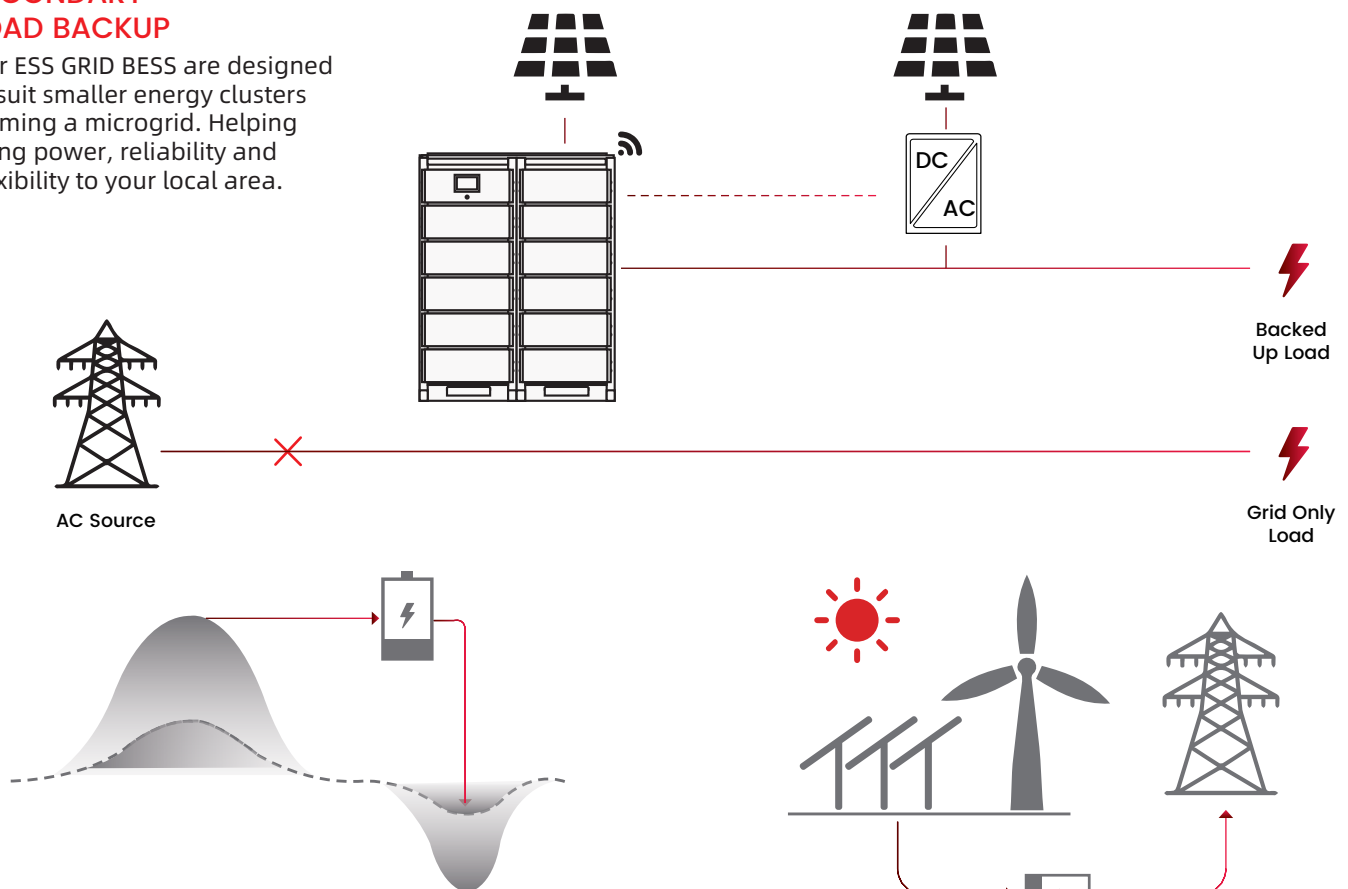 OAD BACKUP
r ESS GRID BESS are designed
suit smaller energy clusters
ming a microgrid. Helping
ng power, reliability and
xibility to your local area.
DC
AC
Backed
Up Load
AC Source
Grid Only
Load